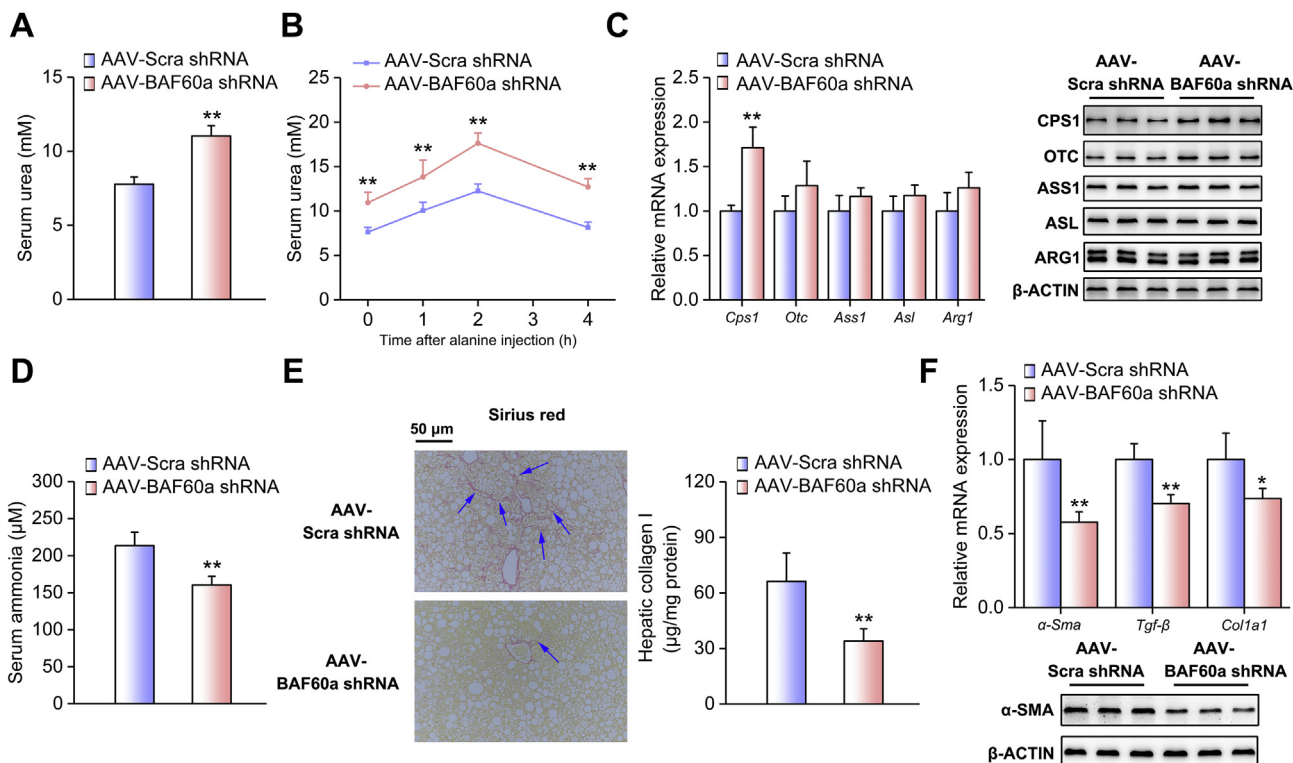 A
AAV-Scra shRNA
AAV-BAF60a shRNA
Serum urea (mM)
15
10
5
0
**
B
AAV-Scra shRNA
AAV-BAF60a shRNA
Serum urea (mM)
25
20
15
10
5
0
**
**
**
**
0 1 2 3 4
Time after alanine injection (h)
C
AAV-Scra shRNA
AAV-BAF60a shRNA
Relative mRNA expression
2.5
2.0
1.5
1.0
0.5
0.0
**
Cps1 Otc Ass1 Asl Arg1
AAV- AAV-
Scra shRNA BAF60a shRNA
CPS1
OTC
ASS1
ASL
ARG1
β-ACTIN
D
AAV-Scra shRNA
AAV-BAF60a shRNA
Serum ammonia (μM)
300
250
200
150
100
50
0
**
E
Sirius red
50 μm
AAV-
Scra shRNA
AAV-
BAF60a shRNA
AAV-Scra shRNA
AAV-BAF60a shRNA
Hepatic collagen I
(μg/mg protein)
120
90
60
30
0
**
F
AAV-Scra shRNA
AAV-BAF60a shRNA
Relative mRNA expression
1.5
1.0
0.5
0.0
**
**
*
α-Sma Tgf-β Col1a1
AAV- AAV-
Scra shRNA BAF60a shRNA
α-SMA
β-ACTIN